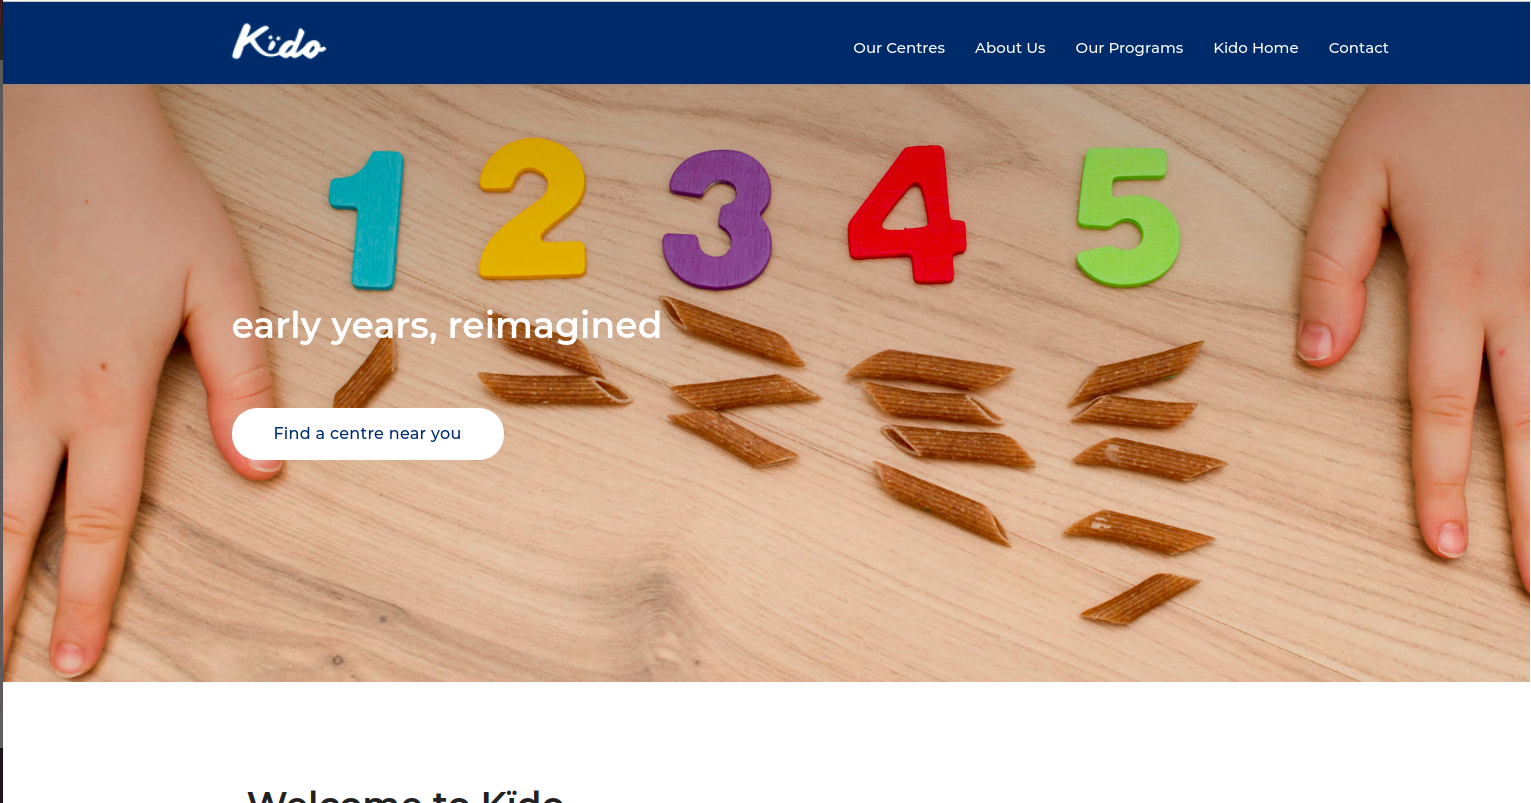 Kïdo
Our Centres About Us Our Programs Kido Home Contact
1 2 3 4 5
early years, reimagined
Find a centre near you
Welcome to Kïdo